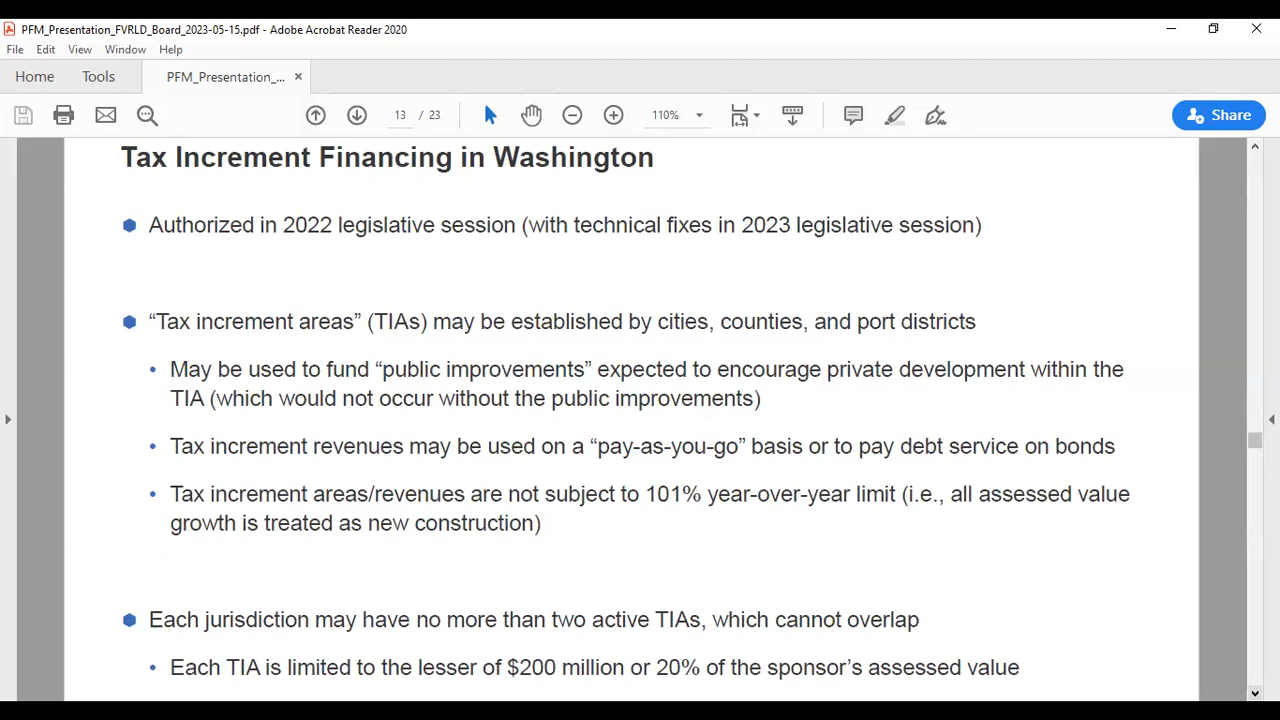 PFM_Presentation_FVRLD_Board_2023-05-15.pdf - Adobe Acrobat Reader 2020
File Edit View Window Help
Home Tools PFM_Presentation_... ×
13 / 23 110% Share
Tax Increment Financing in Washington
Authorized in 2022 legislative session (with technical fixes in 2023 legislative session)
“Tax increment areas” (TIAs) may be established by cities, counties, and port districts
• May be used to fund “public improvements” expected to encourage private development within the
TIA (which would not occur without the public improvements)
• Tax increment revenues may be used on a “pay-as-you-go” basis or to pay debt service on bonds
• Tax increment areas/revenues are not subject to 101% year-over-year limit (i.e., all assessed value
growth is treated as new construction)
Each jurisdiction may have no more than two active TIAs, which cannot overlap
• Each TIA is limited to the lesser of $200 million or 20% of the sponsor’s assessed value